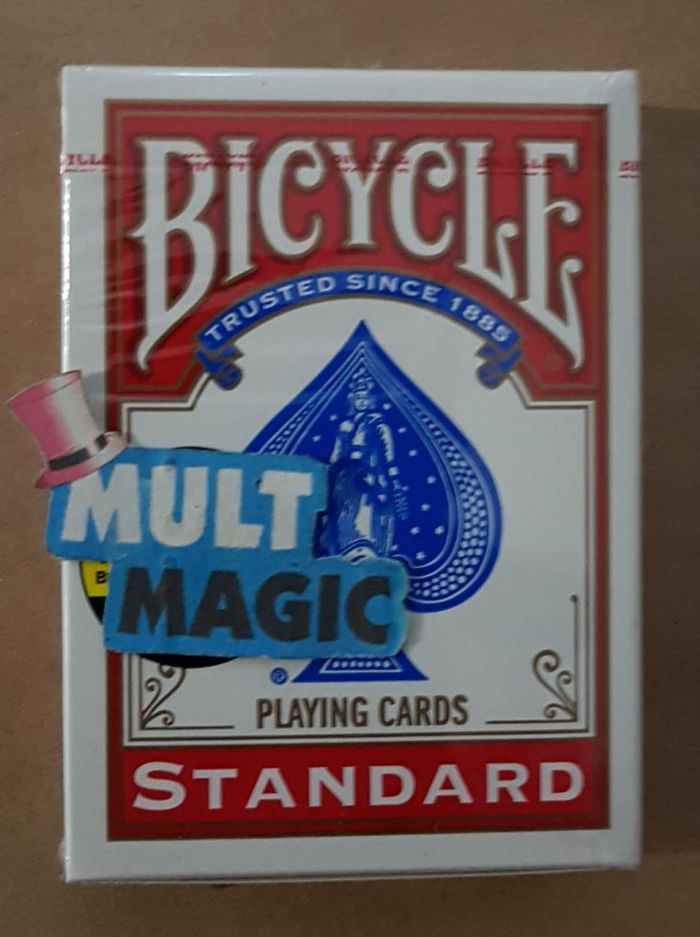 BICYCLE
TRUSTED SINCE 1885
MULT
MAGIC
®
PLAYING CARDS
STANDARD